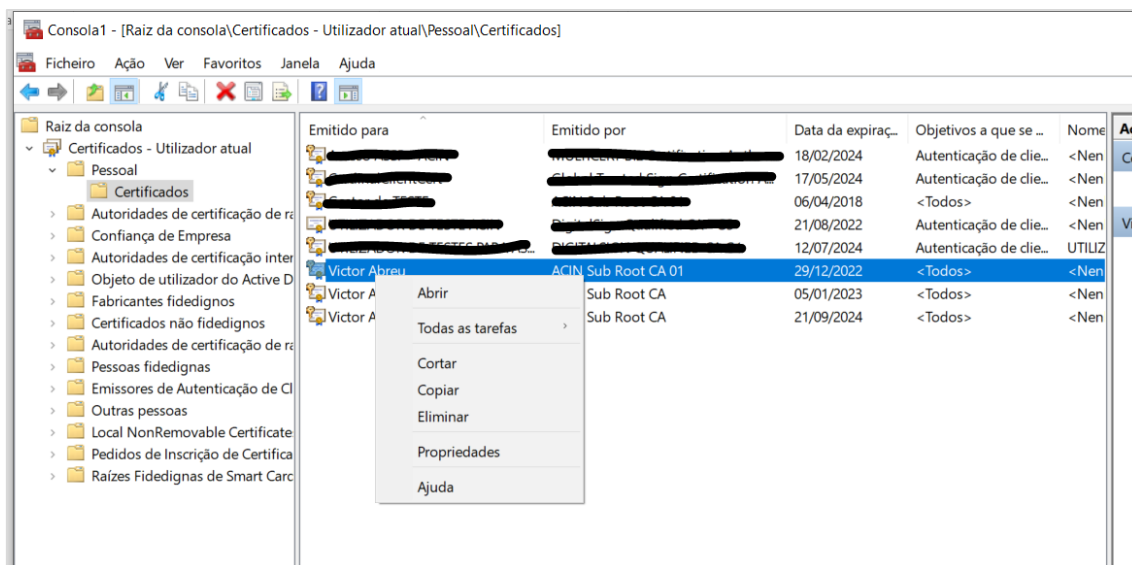 Consola1 - [Raiz da consola\Certificados - Utilizador atual\Pessoal\Certificados]
Ficheiro Ação Ver Favoritos Janela Ajuda
Raiz da consola
Certificados - Utilizador atual
Pessoal
Certificados
Autoridades de certificação de ra
Confiança de Empresa
Autoridades de certificação inter
Objeto de utilizador do Active D
Fabricantes fidedignos
Certificados não fidedignos
Autoridades de certificação de ra
Pessoas fidedignas
Emissores de Autenticação de Cl
Outras pessoas
Local NonRemovable Certificate
Pedidos de Inscrição de Certifica
Raízes Fidedignas de Smart Carc
Emitido para Emitido por Data da expiraç... Objetivos a que se ... Nome
18/02/2024 Autenticação de clie... <Nen
17/05/2024 Autenticação de clie... <Nen
06/04/2018 <Todos> <Nen
21/08/2022 Autenticação de clie... <Nen
12/07/2024 Autenticação de clie... UTILIZ
Victor Abreu ACIN Sub Root CA 01 29/12/2022 <Todos> <Nen
Victor A Sub Root CA 05/01/2023 <Todos> <Nen
Victor A Sub Root CA 21/09/2024 <Todos> <Nen
Abrir
Todas as tarefas
Cortar
Copiar
Eliminar
Propriedades
Ajuda